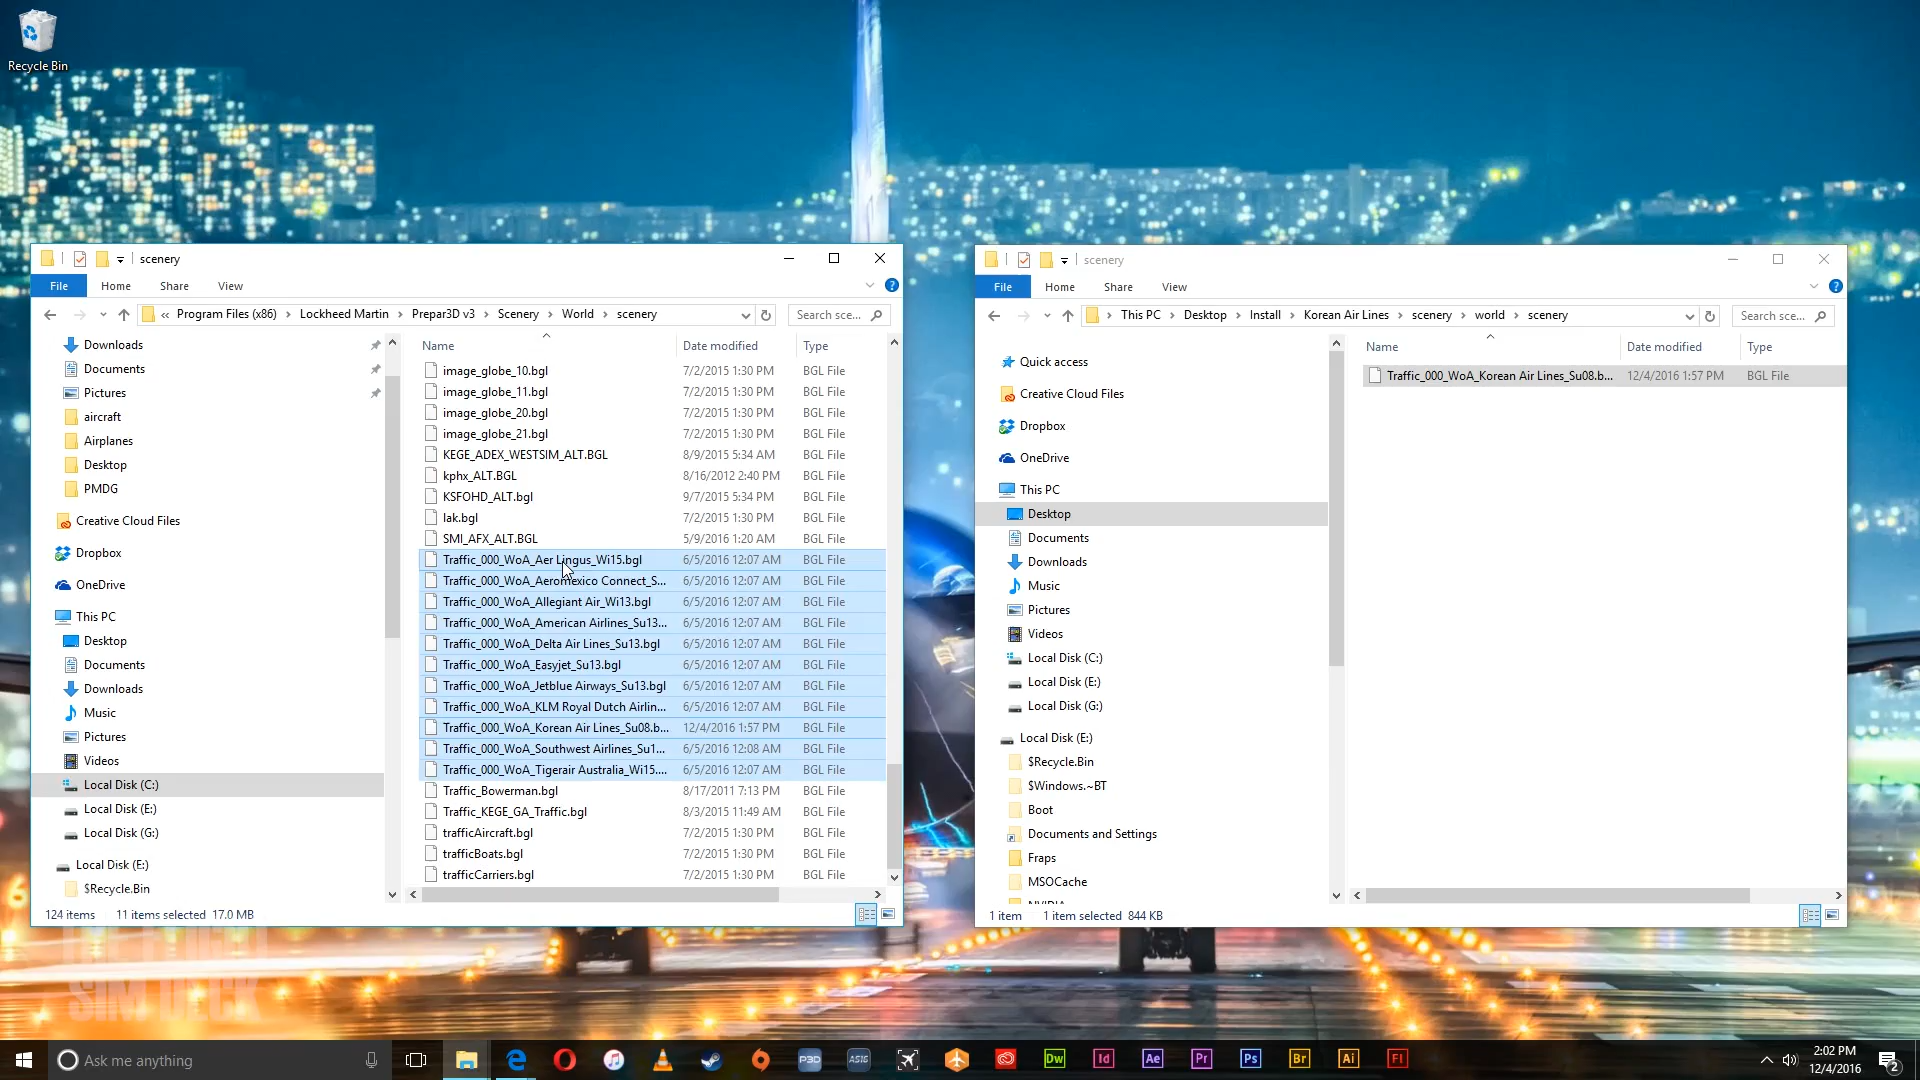 Recycle Bin
scenery
File
Home
Share
View
« Program Files (x86) > Lockheed Martin > Prepar3D v3 > Scenery > World > scenery
Search sce...
Downloads
Documents
Pictures
aircraft
Airplanes
Desktop
PMDG
Creative Cloud Files
Dropbox
OneDrive
This PC
Desktop
Documents
Downloads
Music
Pictures
Videos
Local Disk (C:)
Local Disk (E:)
Local Disk (G:)
Local Disk (E:)
$Recycle.Bin
Name Date modified Type
image_globe_10.bgl 7/2/2015 1:30 PM BGL File
image_globe_11.bgl 7/2/2015 1:30 PM BGL File
image_globe_20.bgl 7/2/2015 1:30 PM BGL File
image_globe_21.bgl 7/2/2015 1:30 PM BGL File
KEGE_ADEX_WESTSIM_ALT.BGL 8/9/2015 5:34 AM BGL File
kphx_ALT.BGL 8/16/2012 2:40 PM BGL File
KSFOHD_ALT.bgl 9/7/2015 5:34 PM BGL File
lak.bgl 7/2/2015 1:30 PM BGL File
SMI_AFX_ALT.BGL 5/9/2016 1:20 AM BGL File
Traffic_000_WoA_Aer Lingus_Wi15.bgl 6/5/2016 12:07 AM BGL File
Traffic_000_WoA_Aeromexico Connect_S... 6/5/2016 12:07 AM BGL File
Traffic_000_WoA_Allegiant Air_Wi13.bgl 6/5/2016 12:07 AM BGL File
Traffic_000_WoA_American Airlines_Su13... 6/5/2016 12:07 AM BGL File
Traffic_000_WoA_Delta Air Lines_Su13.bgl 6/5/2016 12:07 AM BGL File
Traffic_000_WoA_Easyjet_Su13.bgl 6/5/2016 12:07 AM BGL File
Traffic_000_WoA_Jetblue Airways_Su13.bgl 6/5/2016 12:07 AM BGL File
Traffic_000_WoA_KLM Royal Dutch Airlin... 6/5/2016 12:07 AM BGL File
Traffic_000_WoA_Korean Air Lines_Su08.b... 12/4/2016 1:57 PM BGL File
Traffic_000_WoA_Southwest Airlines_Su1... 6/5/2016 12:08 AM BGL File
Traffic_000_WoA_Tigerair Australia_Wi15.... 6/5/2016 12:07 AM BGL File
Traffic_Bowerman.bgl 8/17/2011 7:13 PM BGL File
Traffic_KEGE_GA_Traffic.bgl 8/3/2015 11:49 AM BGL File
trafficAircraft.bgl 7/2/2015 1:30 PM BGL File
trafficBoats.bgl 7/2/2015 1:30 PM BGL File
trafficCarriers.bgl 7/2/2015 1:30 PM BGL File
124 items 11 items selected 17.0 MB
scenery
File
Home
Share
View
This PC > Desktop > Install > Korean Air Lines > scenery > world > scenery
Search sce...
Quick access
Creative Cloud Files
Dropbox
OneDrive
This PC
Desktop
Documents
Downloads
Music
Pictures
Videos
Local Disk (C:)
Local Disk (E:)
Local Disk (G:)
Local Disk (E:)
$Recycle.Bin
$Windows.~BT
Boot
Documents and Settings
Fraps
MSOCache
Name Date modified Type
Traffic_000_WoA_Korean Air Lines_Su08.b... 12/4/2016 1:57 PM BGL File
1 item 1 item selected 844 KB
SIM DECK
Ask me anything
P3D
ASIG
Dw
Id
Ae
Pr
Ps
Br
Ai
Fl
2:02 PM
12/4/2016
2